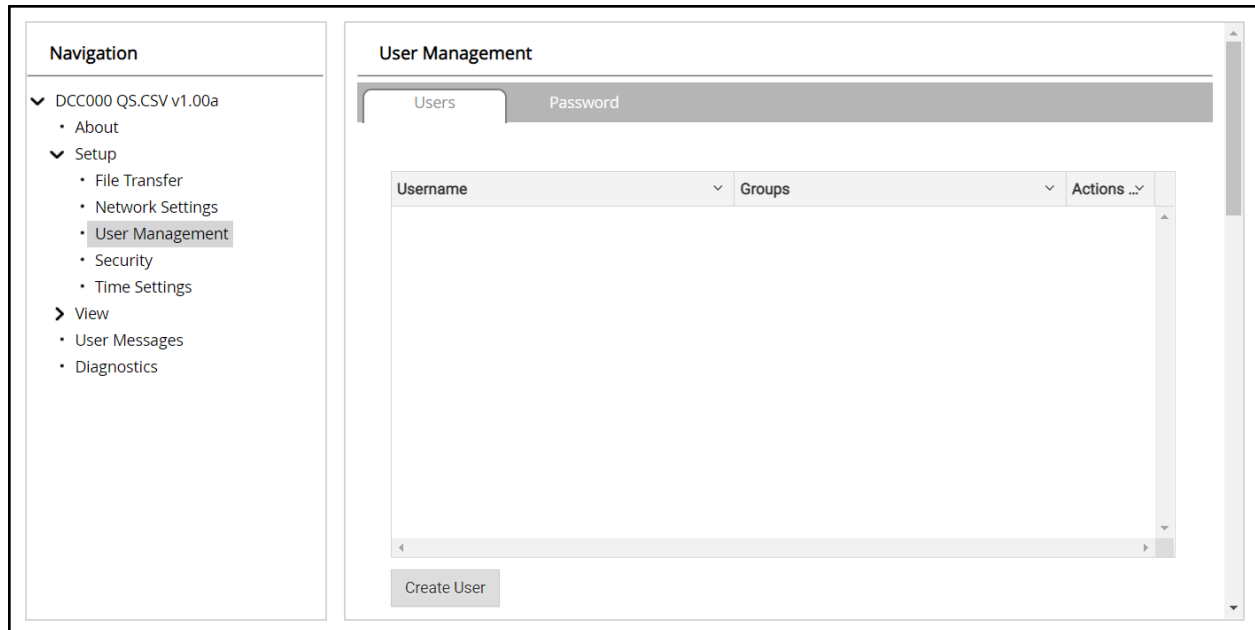 Navigation
DCC000 QS.CSV v1.00a
About
Setup
File Transfer
Network Settings
User Management
Security
Time Settings
View
User Messages
Diagnostics
User Management
Users Password
Username Groups Actions ...
Create User